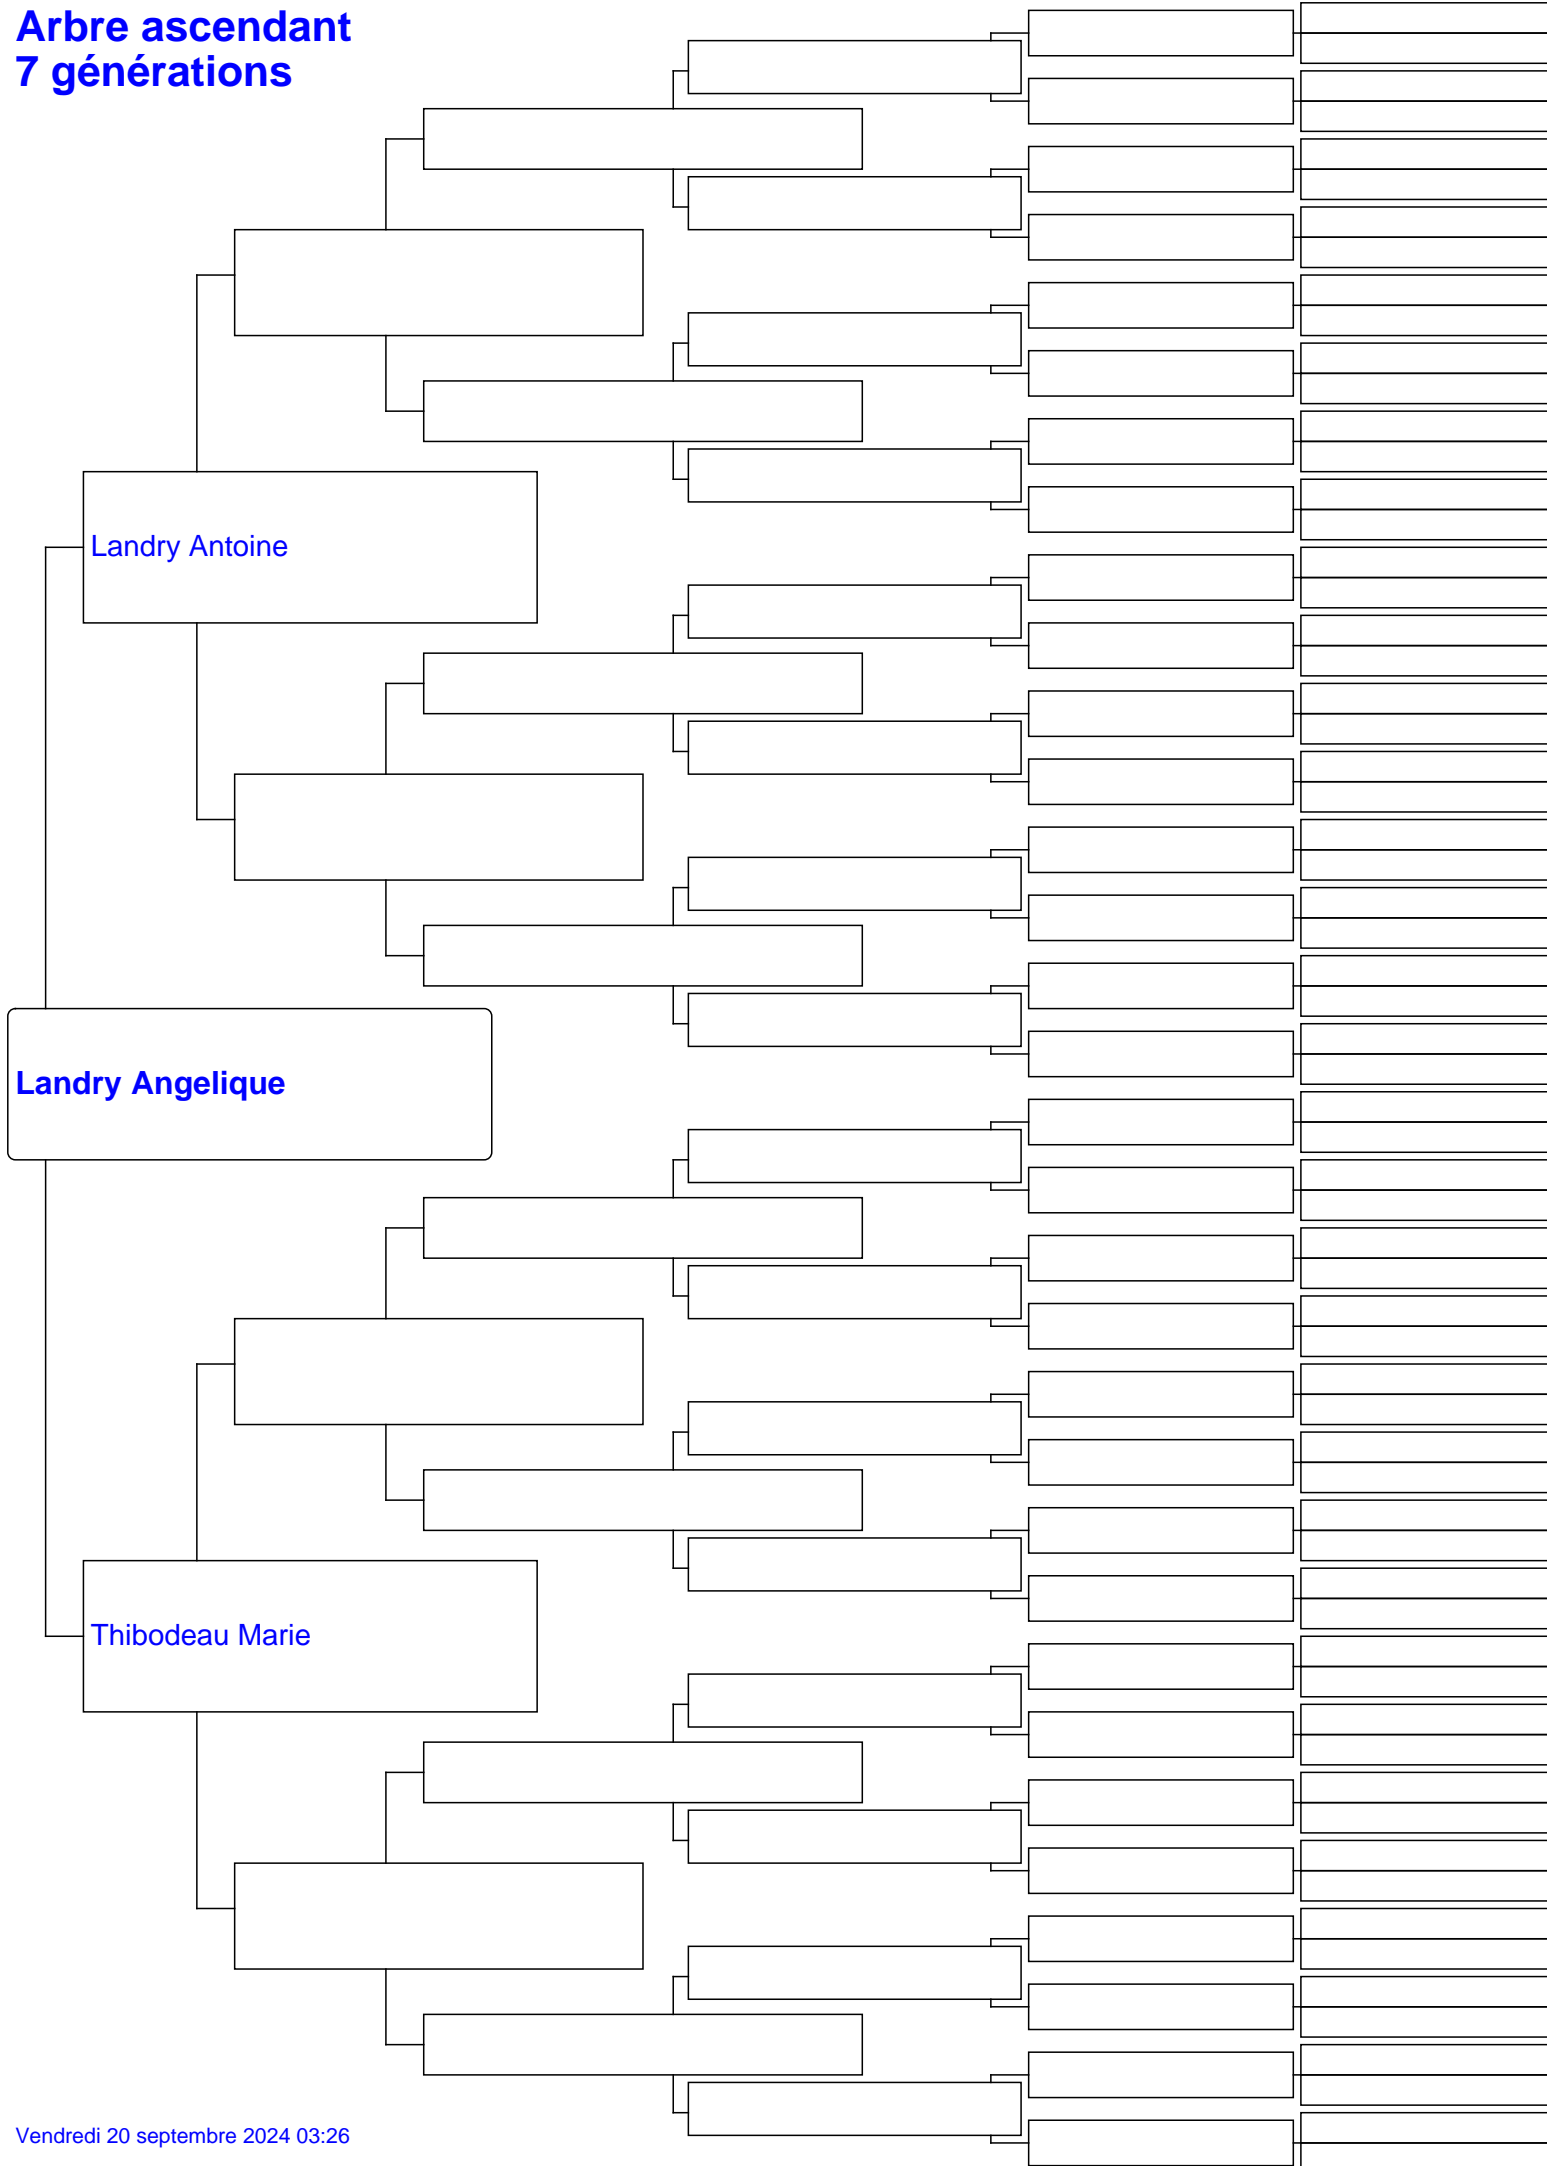 Arbre ascendant
7 générations
Landry Antoine
Landry Angelique
Thibodeau Marie
Vendredi 20 septembre 2024 03:26